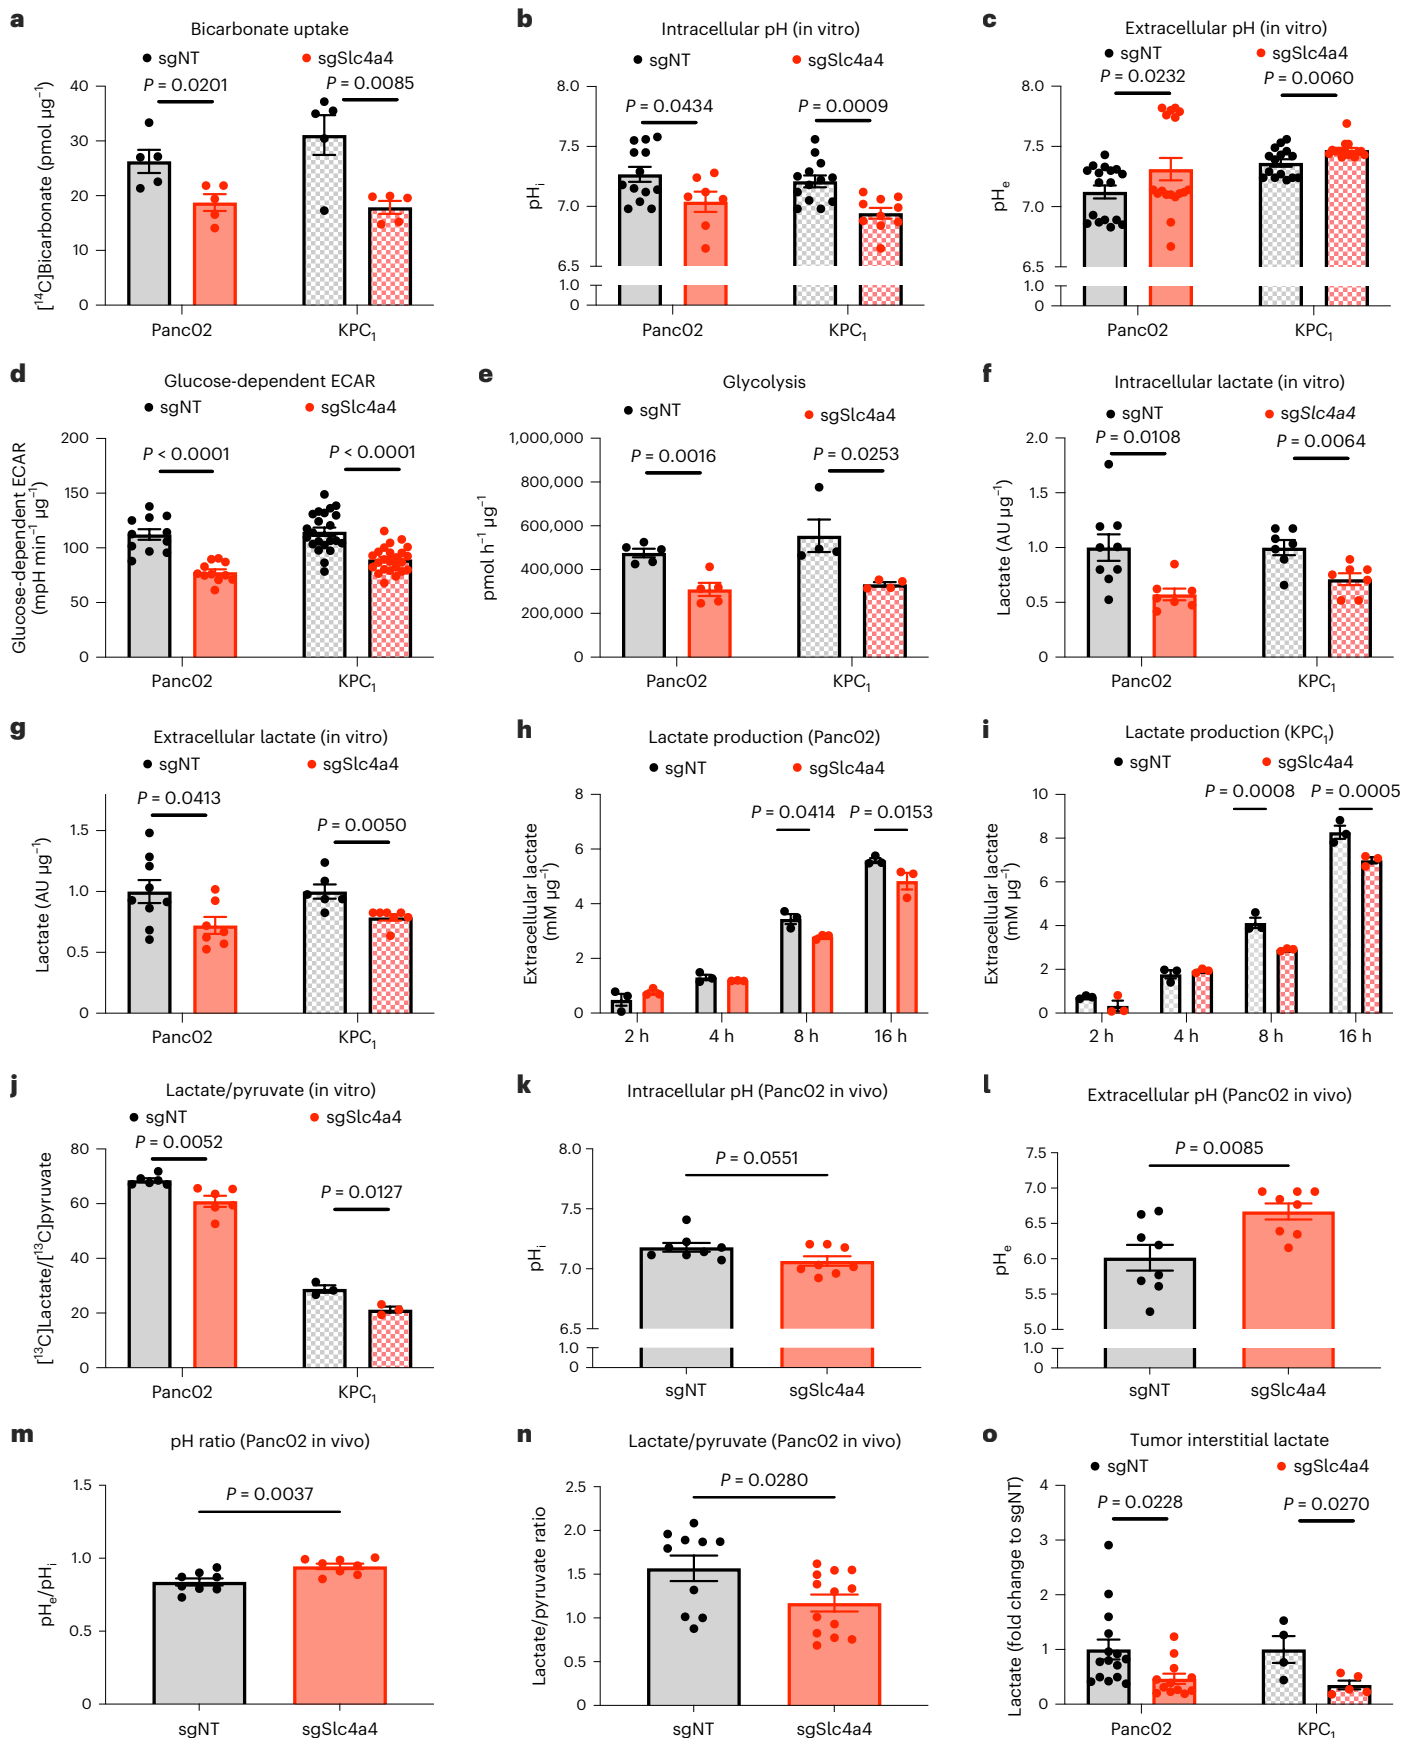 a
Bicarbonate uptake
sgNT
sgSlc4a4
P = 0.0201
P = 0.0085
[¹⁴C]Bicarbonate (pmol µg⁻¹)
40
30
20
10
0
Panc02
KPC₁
b
Intracellular pH (in vitro)
sgNT
sgSlc4a4
P = 0.0434
P = 0.0009
pHᵢ
8.0
7.5
7.0
6.5
1.0
0
Panc02
KPC₁
c
Extracellular pH (in vitro)
sgNT
sgSlc4a4
P = 0.0232
P = 0.0060
pHₑ
8.0
7.5
7.0
6.5
1.0
0
Panc02
KPC₁
d
Glucose-dependent ECAR
sgNT
sgSlc4a4
P < 0.0001
P < 0.0001
Glucose-dependent ECAR
(mpH min⁻¹ µg⁻¹)
200
150
100
50
0
Panc02
KPC₁
e
Glycolysis
sgNT
sgSlc4a4
P = 0.0016
P = 0.0253
pmol h⁻¹ µg⁻¹
1,000,000
800,000
600,000
400,000
200,000
0
Panc02
KPC₁
f
Intracellular lactate (in vitro)
sgNT
sgSlc4a4
P = 0.0108
P = 0.0064
Lactate (AU µg⁻¹)
2.0
1.5
1.0
0.5
0
Panc02
KPC₁
g
Extracellular lactate (in vitro)
sgNT
sgSlc4a4
P = 0.0413
P = 0.0050
Lactate (AU µg⁻¹)
1.5
1.0
0.5
0
Panc02
KPC₁
h
Lactate production (Panc02)
sgNT
sgSlc4a4
P = 0.0414
P = 0.0153
Extracellular lactate
(mM µg⁻¹)
8
6
4
2
0
2 h
4 h
8 h
16 h
i
Lactate production (KPC₁)
sgNT
sgSlc4a4
P = 0.0008
P = 0.0005
Extracellular lactate
(mM µg⁻¹)
10
8
6
4
2
0
2 h
4 h
8 h
16 h
j
Lactate/pyruvate (in vitro)
sgNT
sgSlc4a4
P = 0.0052
P = 0.0127
[¹³C]Lactate/[¹³C]pyruvate
80
60
40
20
0
Panc02
KPC₁
k
Intracellular pH (Panc02 in vivo)
P = 0.0551
pHᵢ
8.0
7.5
7.0
6.5
1.0
0
sgNT
sgSlc4a4
l
Extracellular pH (Panc02 in vivo)
P = 0.0085
pHₑ
7.5
7.0
6.5
6.0
5.5
5.0
1.0
0
sgNT
sgSlc4a4
m
pH ratio (Panc02 in vivo)
P = 0.0037
pHₑ/pHᵢ
1.5
1.0
0.5
0
sgNT
sgSlc4a4
n
Lactate/pyruvate (Panc02 in vivo)
P = 0.0280
Lactate/pyruvate ratio
2.5
2.0
1.5
1.0
0.5
0
sgNT
sgSlc4a4
o
Tumor interstitial lactate
sgNT
sgSlc4a4
P = 0.0228
P = 0.0270
Lactate (fold change to sgNT)
4
3
2
1
0
Panc02
KPC₁